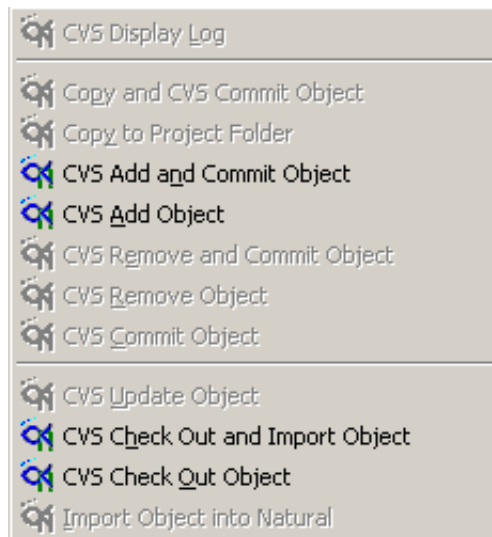 CVS Display Log
Copy and CVS Commit Object
Copy to Project Folder
CVS Add and Commit Object
CVS Add Object
CVS Remove and Commit Object
CVS Remove Object
CVS Commit Object
CVS Update Object
CVS Check Out and Import Object
CVS Check Out Object
Import Object into Natural